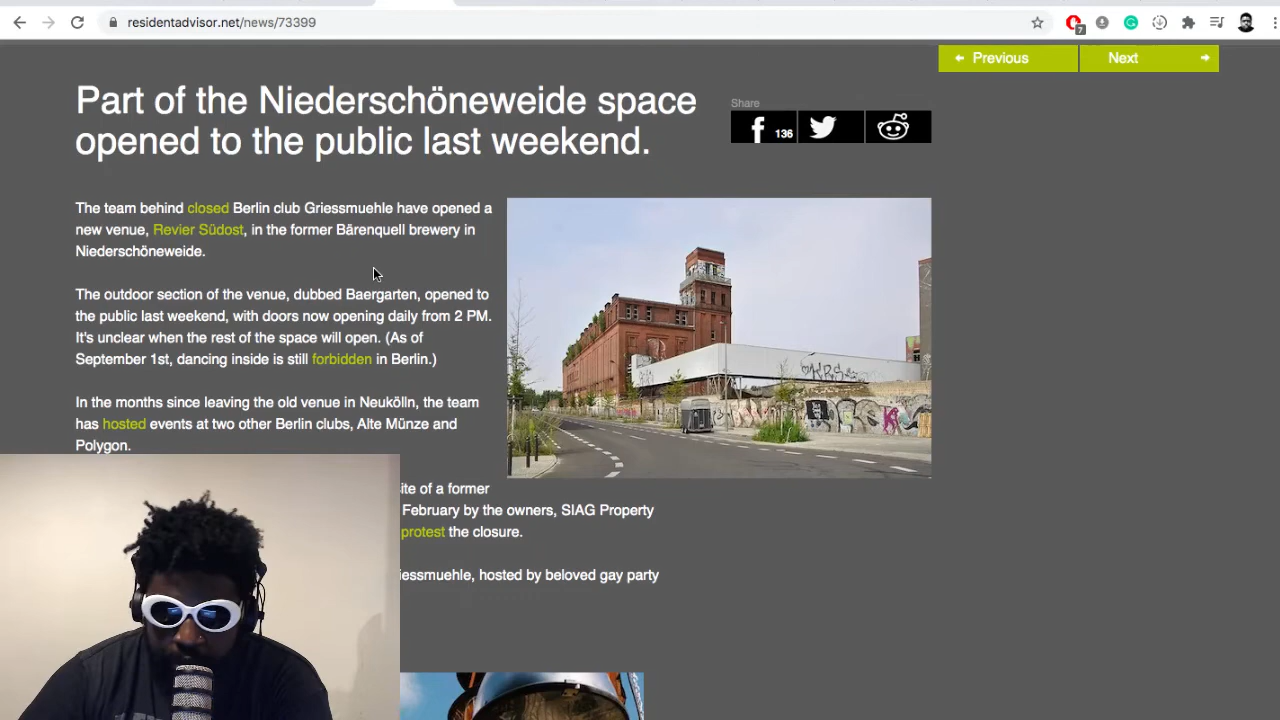 residentadvisor.net/news/73399
7
Previous
Next
Part of the Niederschöneweide space
opened to the public last weekend.
Share
136
The team behind closed Berlin club Griessmuehle have opened a
new venue, Revier Südost, in the former Bärenquell brewery in
Niederschöneweide.
The outdoor section of the venue, dubbed Baergarten, opened to
the public last weekend, with doors now opening daily from 2 PM.
It's unclear when the rest of the space will open. (As of
September 1st, dancing inside is still forbidden in Berlin.)
In the months since leaving the old venue in Neukölln, the team
has hosted events at two other Berlin clubs, Alte Münze and
Polygon.
site of a former
February by the owners, SIAG Property
protest the closure.
iessmuehle, hosted by beloved gay party